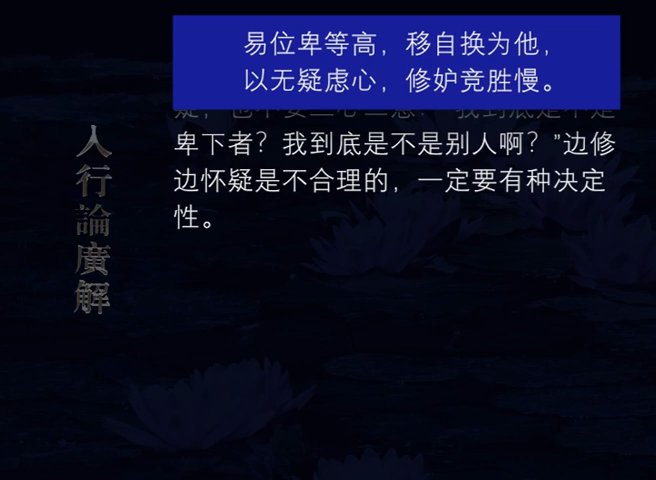 易位卑等高，移自换为他，
以无疑虑心，修妒竞胜慢。
卑下者？我到底是不是别人啊？”边修
边怀疑是不合理的，一定要有种决定
性。
入行論廣解